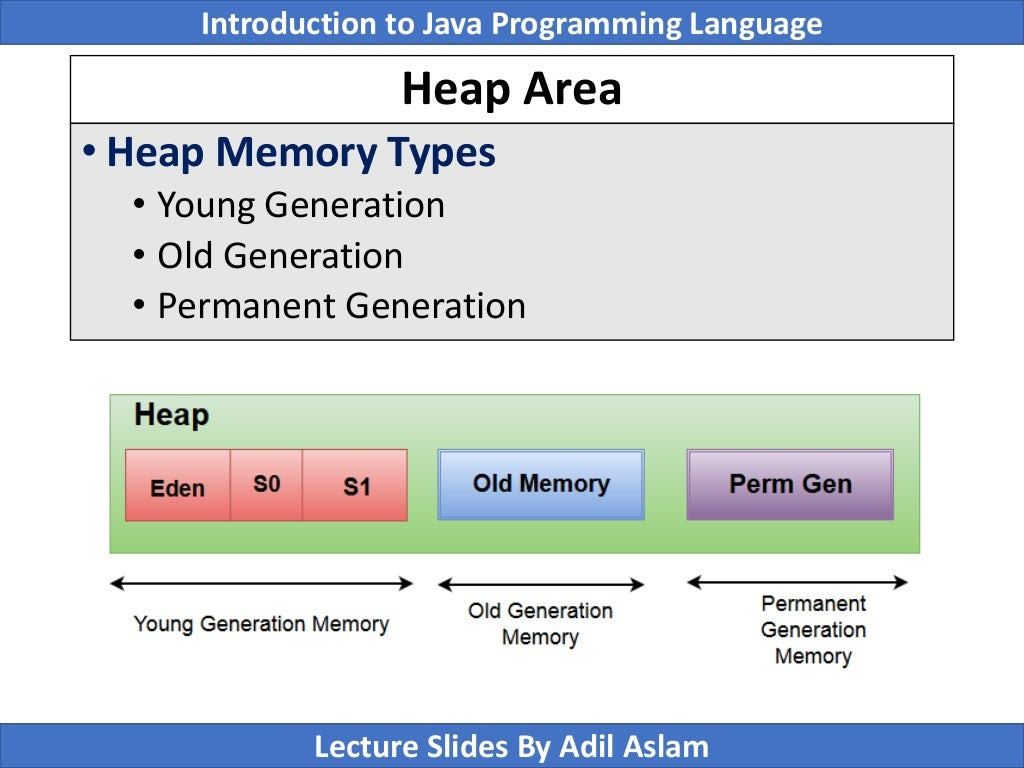 Introduction to Java Programming Language
Heap Area
• Heap Memory Types
• Young Generation
• Old Generation
• Permanent Generation
Heap
Eden S0 S1 Old Memory Perm Gen
Young Generation Memory
Old Generation
Memory
Permanent
Generation
Memory
Lecture Slides By Adil Aslam